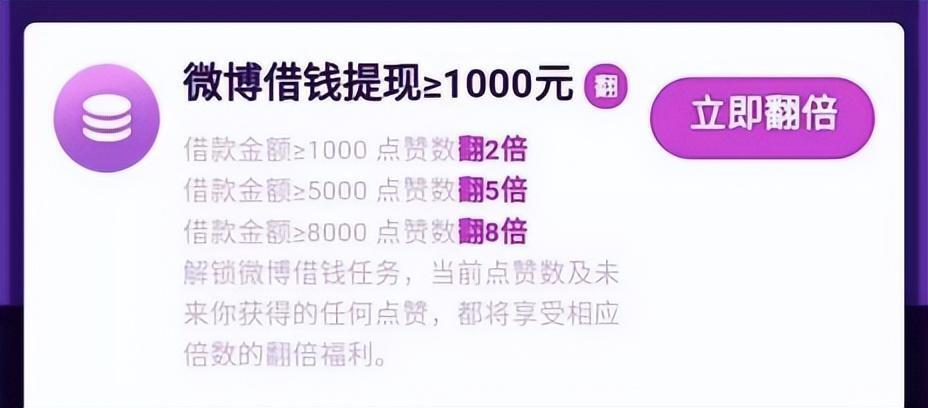 微博借钱提现≥1000元 翻
立即翻倍
借款金额≥1000 点赞数翻2倍
借款金额≥5000 点赞数翻5倍
借款金额≥8000 点赞数翻8倍
解锁微博借钱任务，当前点赞数及未
来你获得的任何点赞，都将享受相应
倍数的翻倍福利。